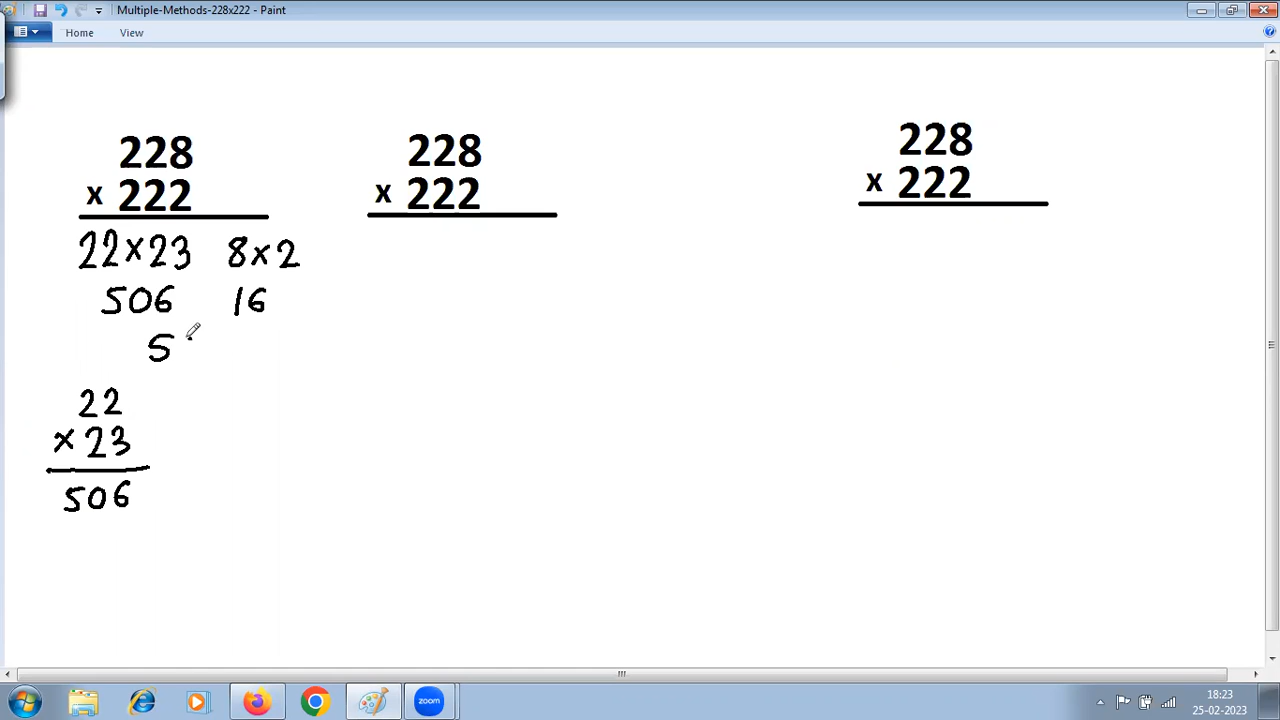 Multiple-Methods-228x222 - Paint
Home View
228
x 222
22×23 8×2
506 16
5
22
×23
506
228
x 222
228
x 222
zoom
18:23
25-02-2023